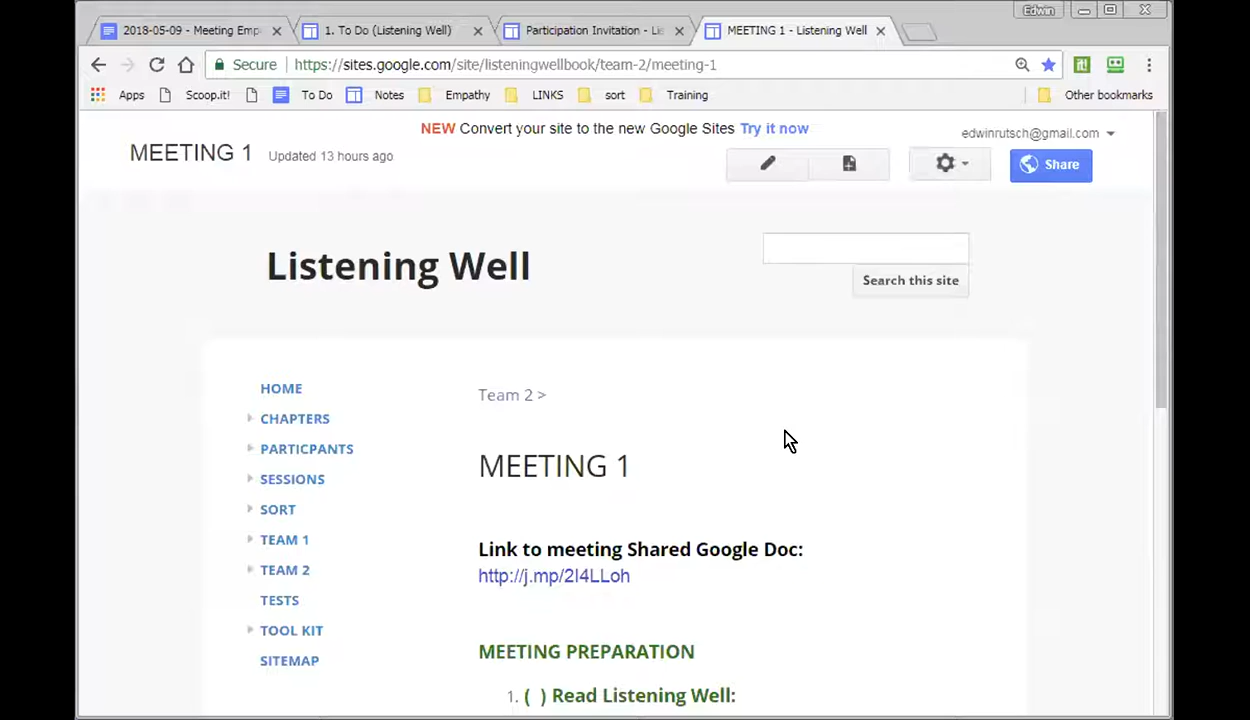 Edwin
2018-05-09 - Meeting Emp
1. To Do (Listening Well)
Participation Invitation - Lis
MEETING 1 - Listening Well
Secure
https://sites.google.com/site/listeningwellbook/team-2/meeting-1
Apps
Scoop.it!
To Do
Notes
Empathy
LINKS
sort
Training
Other bookmarks
NEW Convert your site to the new Google Sites Try it now
edwinrutsch@gmail.com
MEETING 1
Updated 13 hours ago
Share
Listening Well
Search this site
HOME
CHAPTERS
PARTICPANTS
SESSIONS
SORT
TEAM 1
TEAM 2
TESTS
TOOL KIT
SITEMAP
Team 2 >
MEETING 1
Link to meeting Shared Google Doc:
http://j.mp/2I4LLoh
MEETING PREPARATION
1. ( ) Read Listening Well: